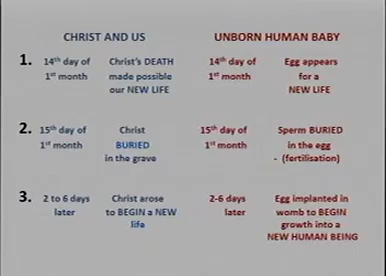 CHRIST AND US UNBORN HUMAN BABY
1. 14th day of Christ's DEATH 14th day of Egg appears
1st month made possible 1st month for a
our NEW LIFE NEW LIFE
2. 15th day of Christ 15th day of Sperm BURIED
1st month BURIED 1st month in the egg
in the grave - (fertilisation)
3. 2 to 6 days Christ arose 2-6 days Egg implanted in
later to BEGIN a NEW later womb to BEGIN
life growth into a
NEW HUMAN BEING